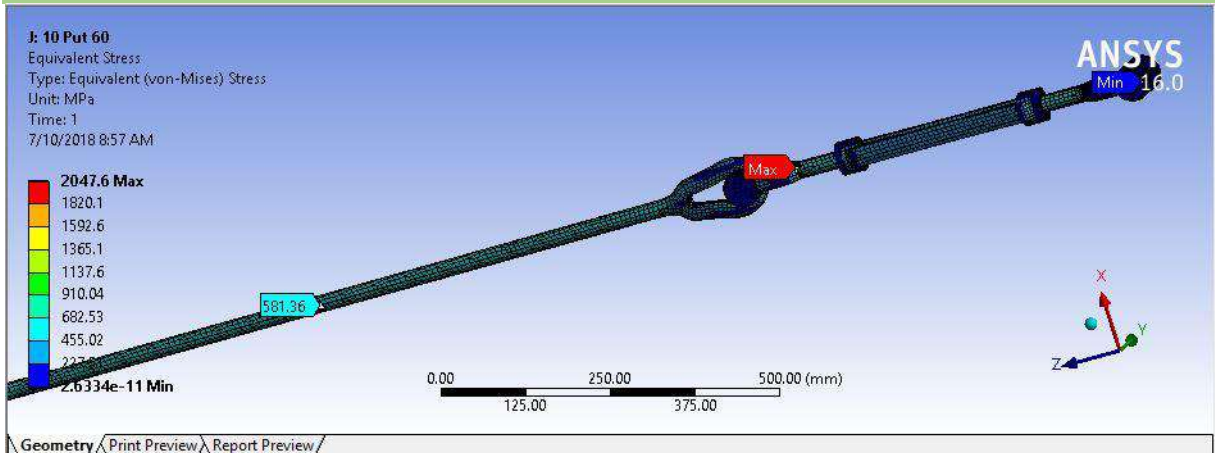 J: 10 Put 60
Equivalent Stress
Type: Equivalent (von-Mises) Stress
Unit: MPa
Time: 1
7/10/2018 8:57 AM
2047.6 Max
1820.1
1592.6
1365.1
1137.6
910.04
682.53
455.02
2.6334e-11 Min
ANSYS
16.0
Min
Max
581.36
X
Y
Z
0.00 250.00 500.00 (mm)
125.00 375.00
Geometry Print Preview Report Preview